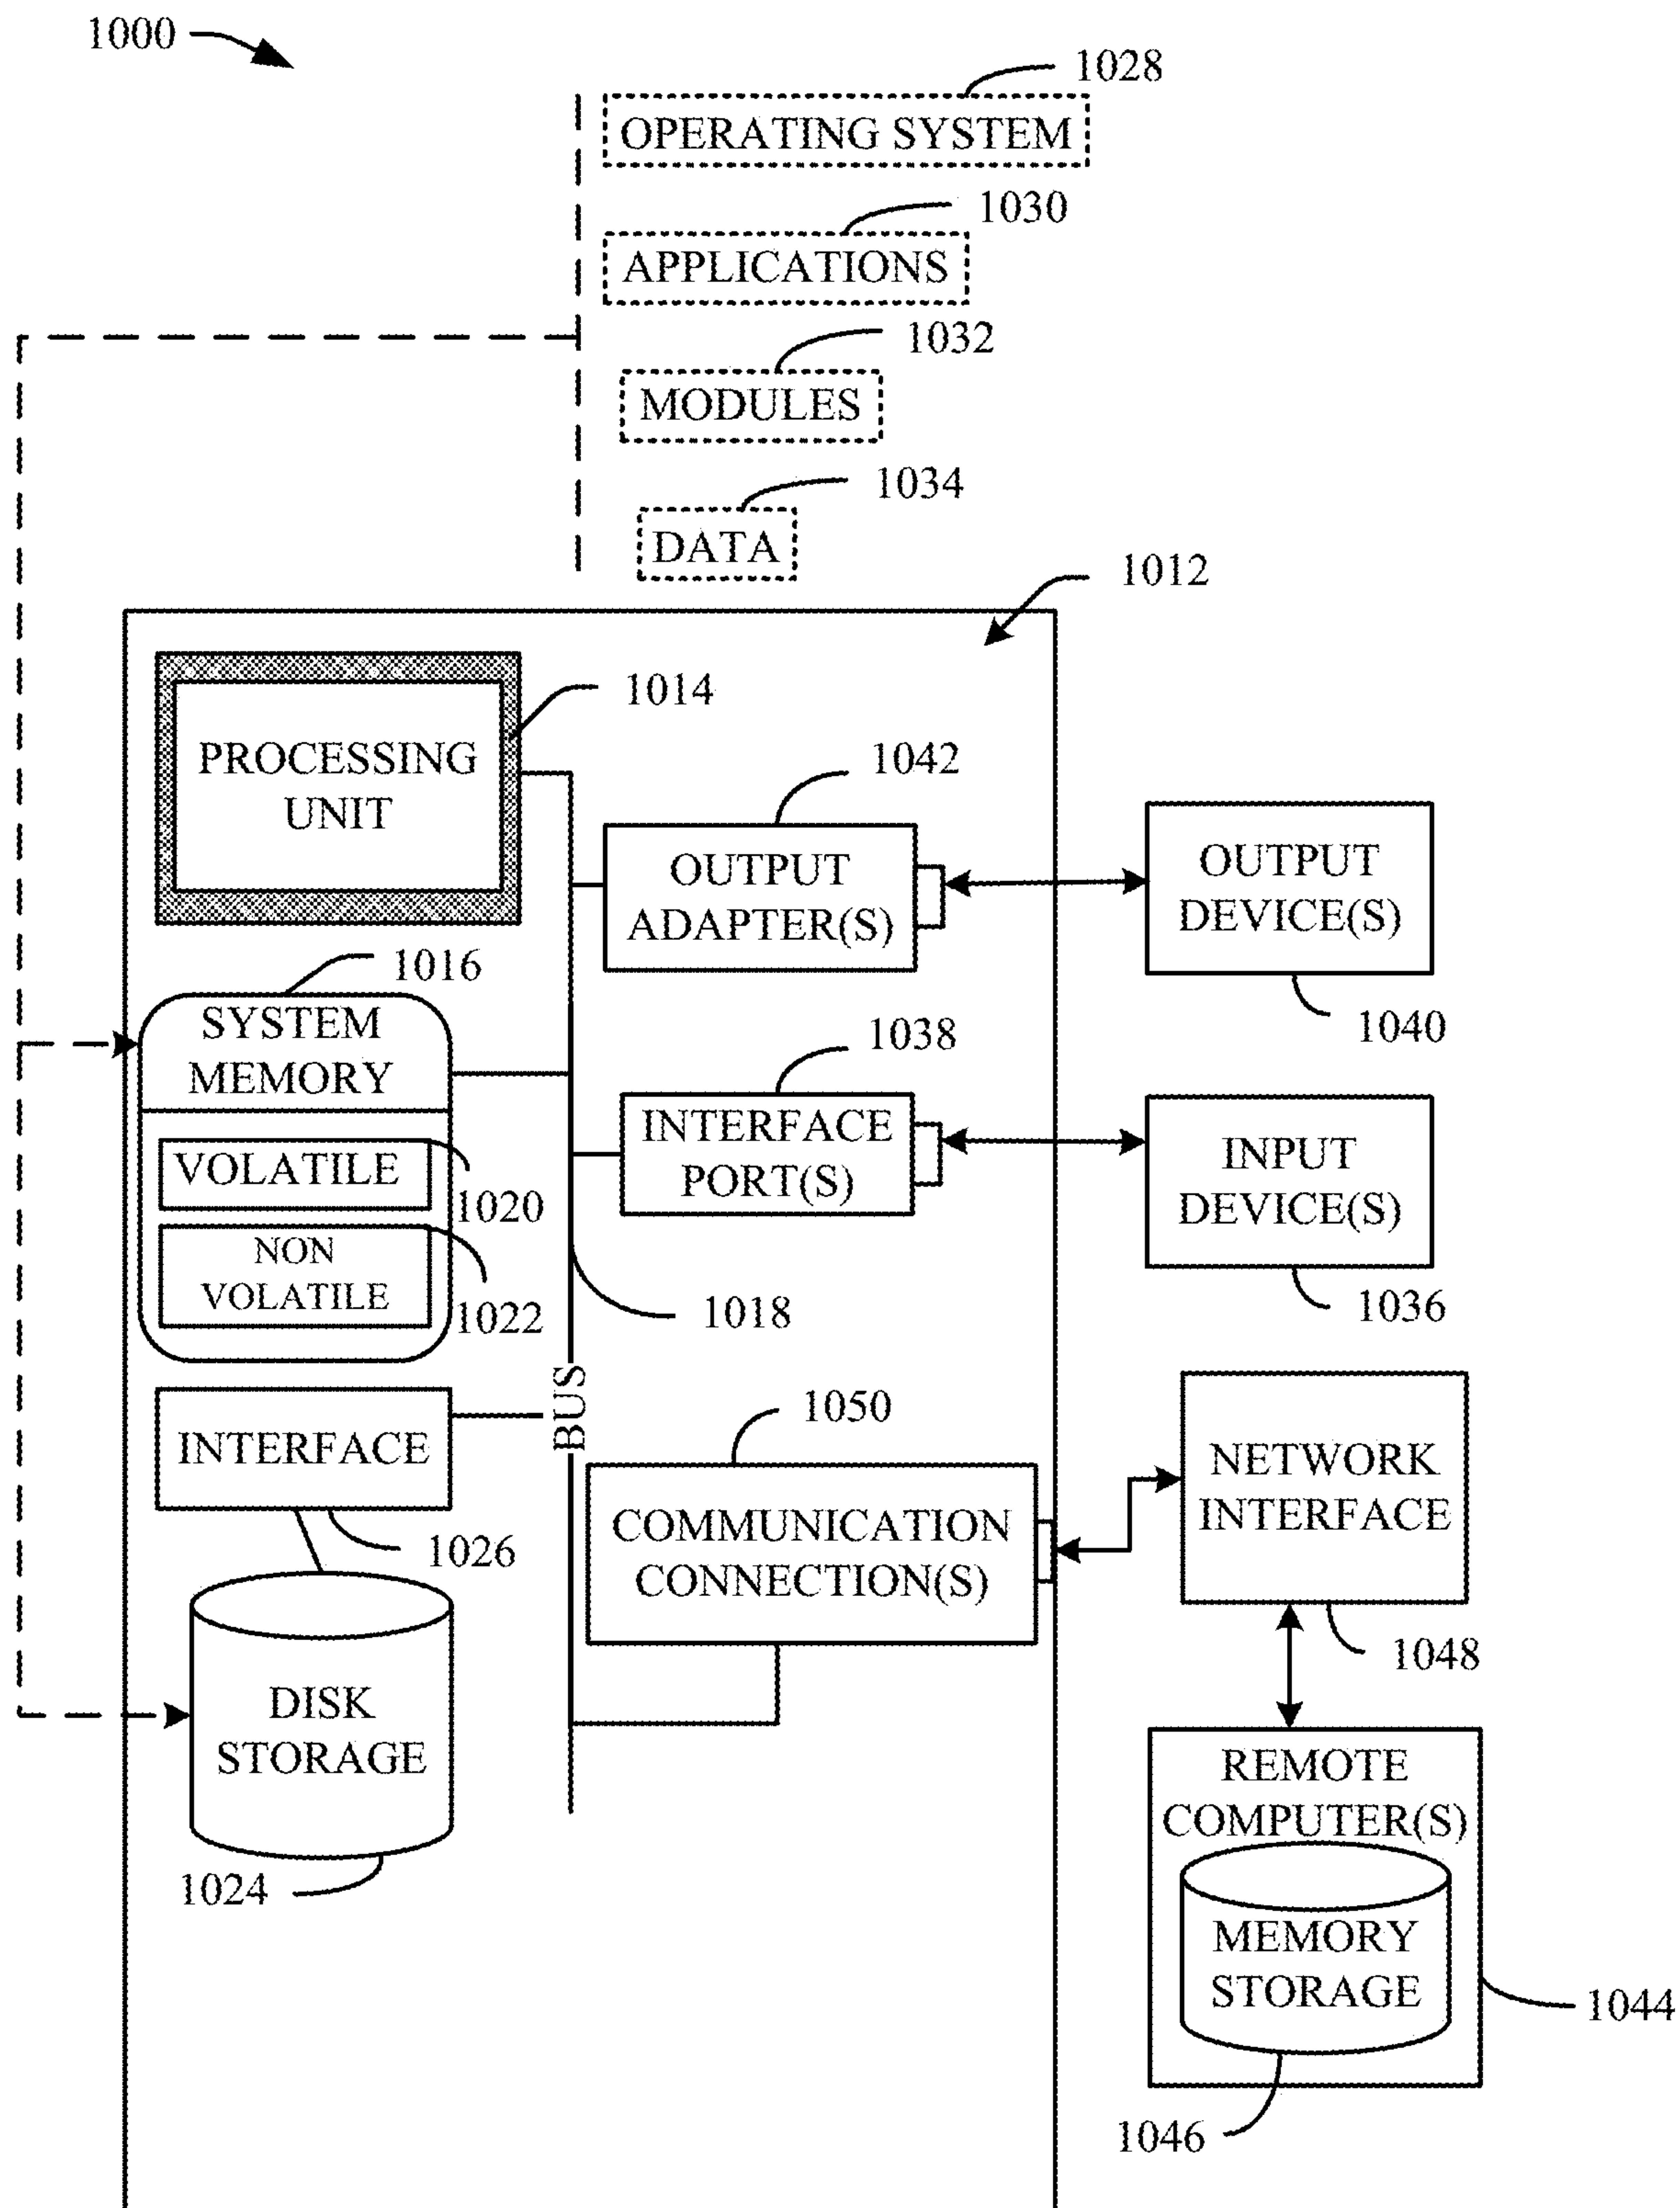 1000
1028
OPERATING SYSTEM
1030
APPLICATIONS
1032
MODULES
1034
DATA
1012
1014
PROCESSING
UNIT
1042
OUTPUT
ADAPTER(S)
OUTPUT
DEVICE(S)
1040
1016
SYSTEM
MEMORY
1038
INTERFACE
PORT(S)
INPUT
DEVICE(S)
1036
VOLATILE
1020
NON
VOLATILE
1022
1018
BUS
INTERFACE
1026
1050
COMMUNICATION
CONNECTION(S)
NETWORK
INTERFACE
1048
DISK
STORAGE
1024
REMOTE
COMPUTER(S)
MEMORY
STORAGE
1044
1046